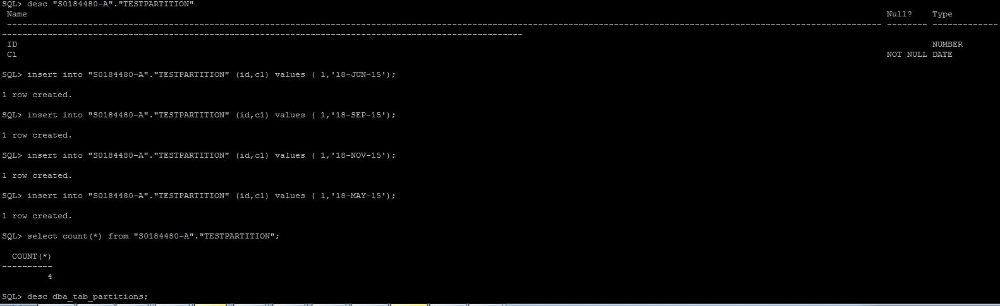 SQL> desc "S0184480-A"."TESTPARTITION"
Name Null? Type
----------------------------------------------------------------------------------------------------------------------------------------------------------------------------- -------- -------------
-------------------------------------------------------------------------------------------------------
ID NUMBER
C1 NOT NULL DATE
SQL> insert into "S0184480-A"."TESTPARTITION" (id,c1) values ( 1,'18-JUN-15');
1 row created.
SQL> insert into "S0184480-A"."TESTPARTITION" (id,c1) values ( 1,'18-SEP-15');
1 row created.
SQL> insert into "S0184480-A"."TESTPARTITION" (id,c1) values ( 1,'18-NOV-15');
1 row created.
SQL> insert into "S0184480-A"."TESTPARTITION" (id,c1) values ( 1,'18-MAY-15');
1 row created.
SQL> select count(*) from "S0184480-A"."TESTPARTITION";
COUNT(*)
----------
4
SQL> desc dba_tab_partitions;